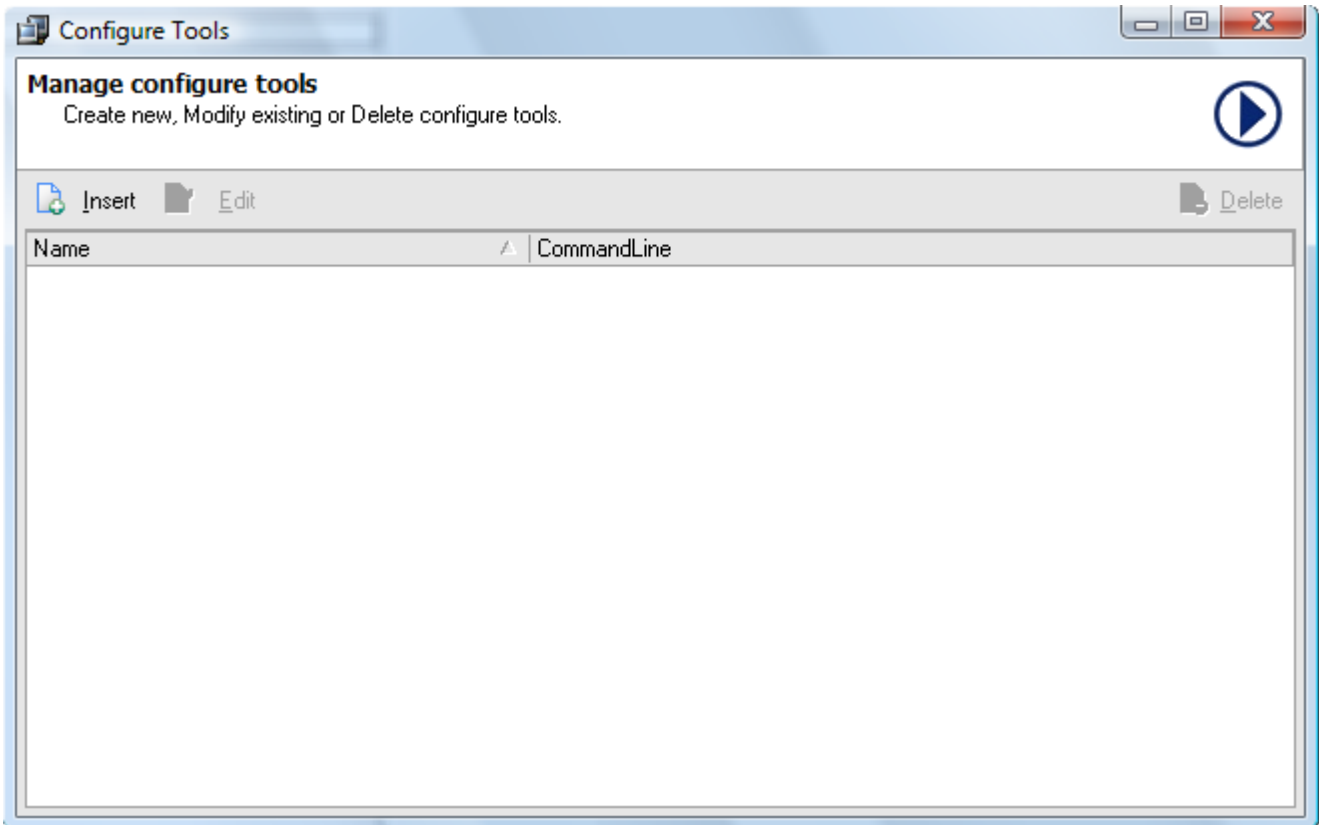 Configure Tools
Manage configure tools
Create new, Modify existing or Delete configure tools.
Insert Edit Delete
Name CommandLine